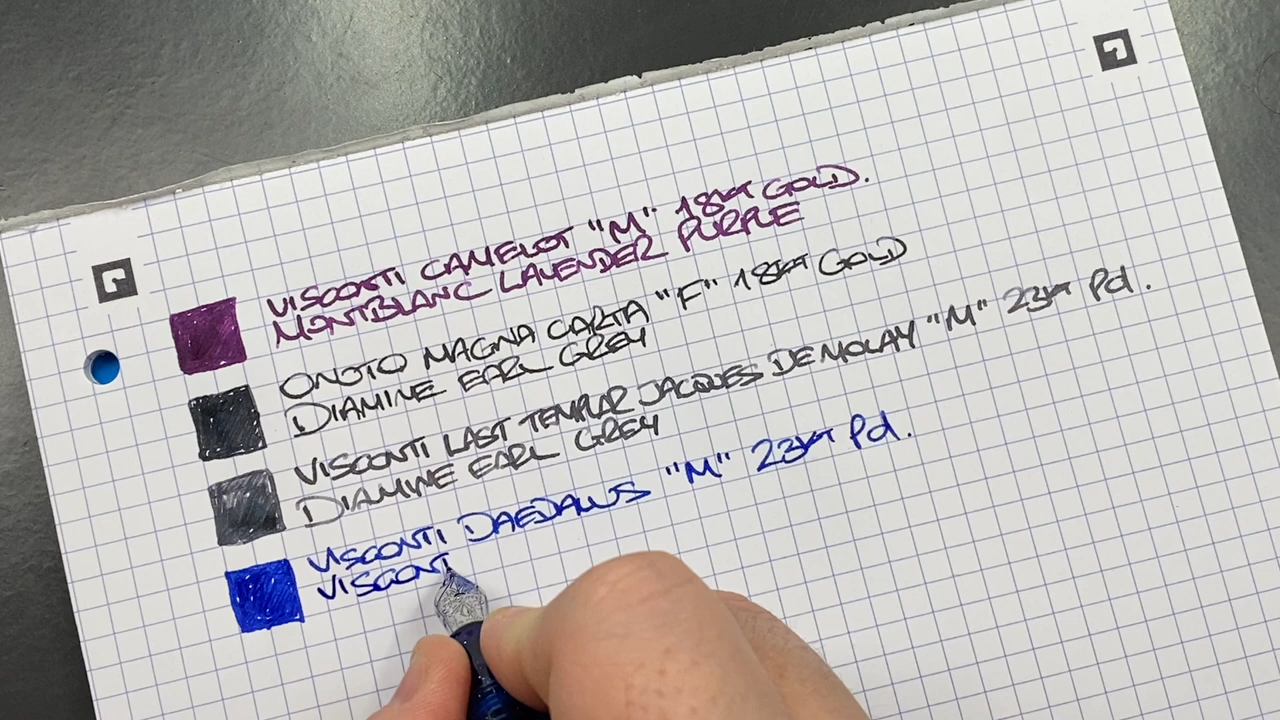 VISCONTI CAMELOT "M" 18kt GOLD.
MONTBLANC LAVENDER PURPLE
ONOTO MAGNA CARTA "F" 18kt GOLD
DIAMINE EARL GREY
VISCONTI LAST TEMPLAR JACQUES DE MOLAY "M" 23kt Pd.
DIAMINE EARL GREY
VISCONTI DAEDALUS "M" 23kt Pd.
VISCONT